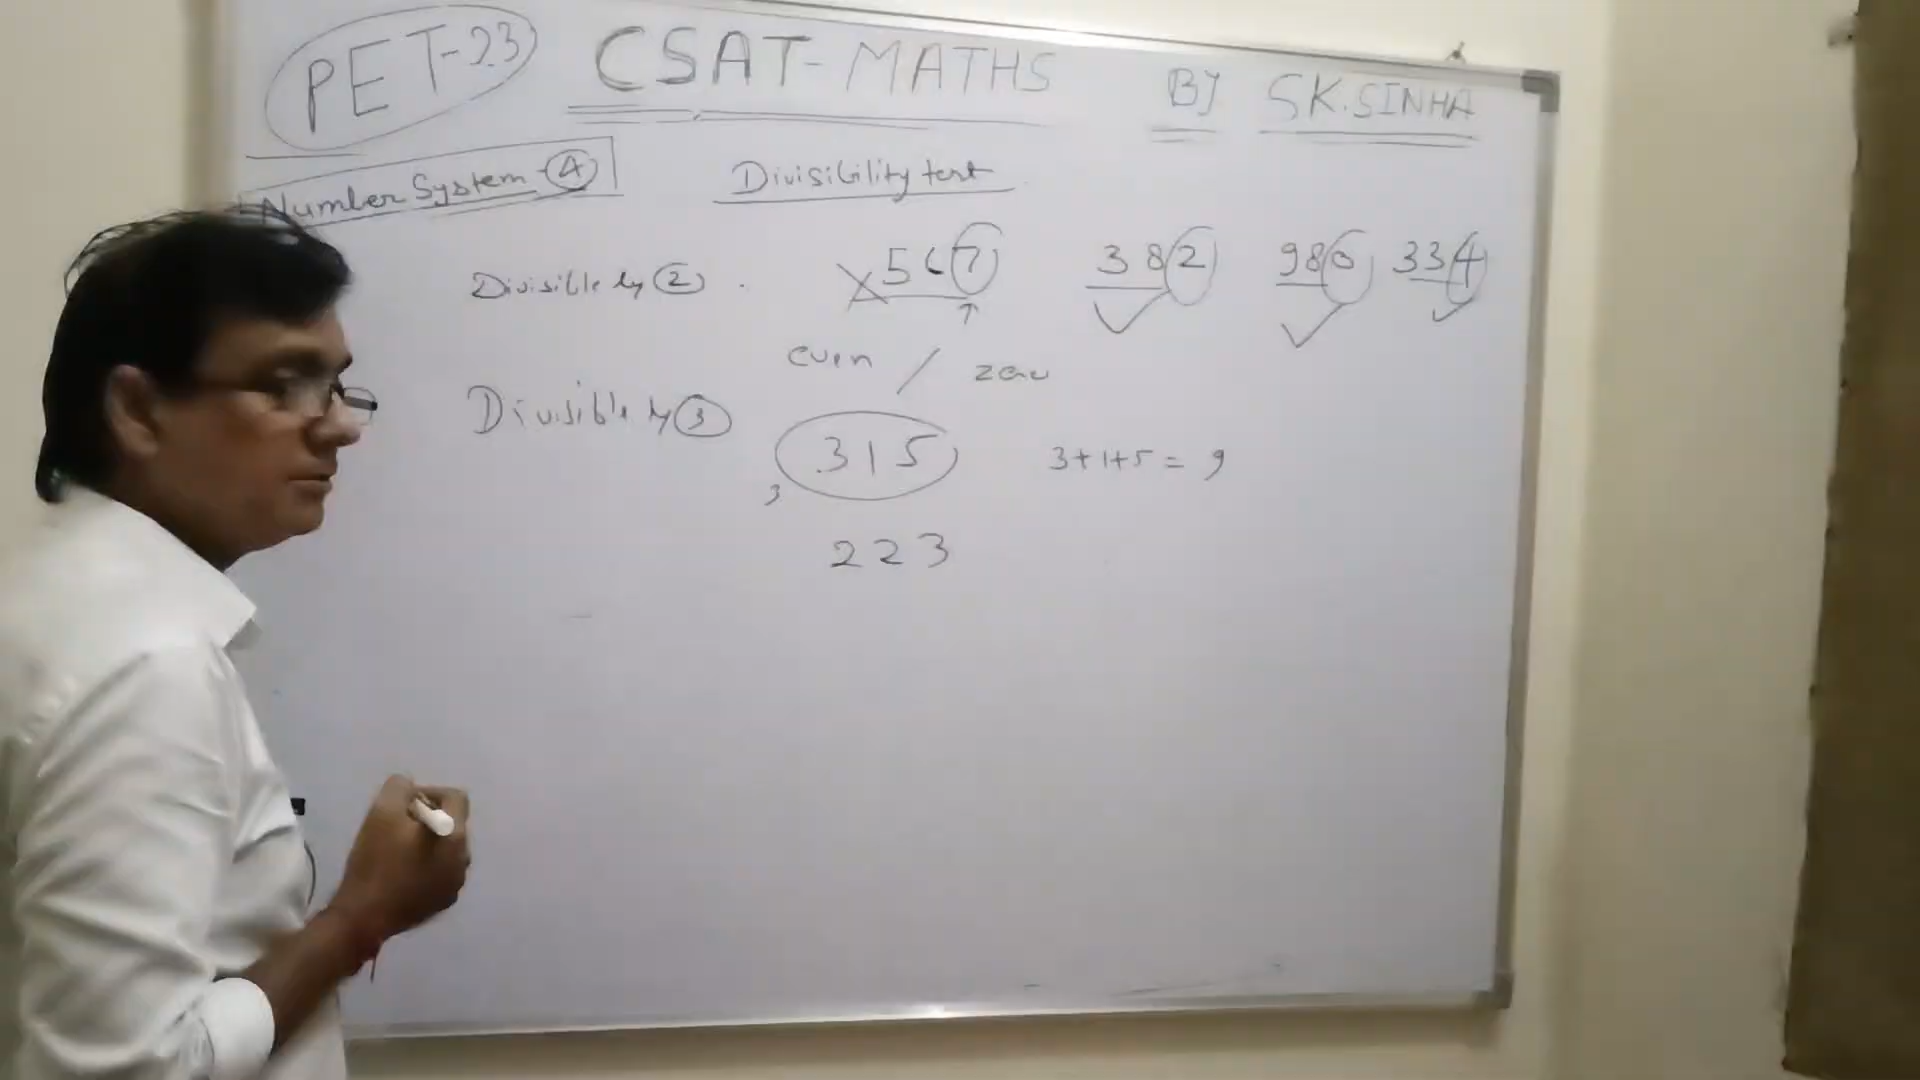 PET-23 CSAT-MATHS BY SK.SINHA
Number System-4 Divisibility test
Divisible by 2 . 567 382 980 334
even / zero
Divisible by 3
315 3+1+5 = 9
3
223